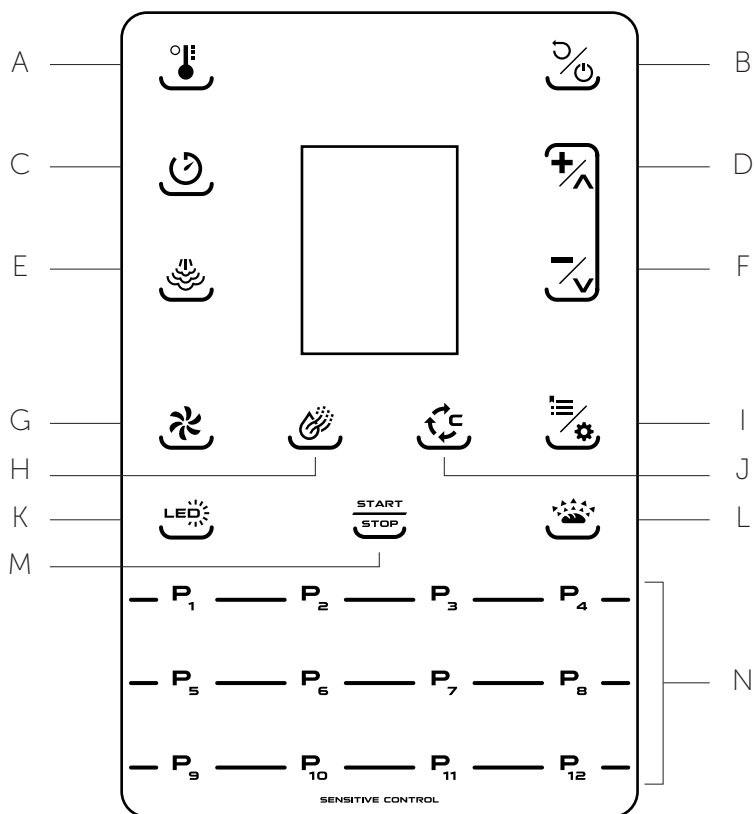 A B
C D
E F
G I
H J
LED
K L
START
STOP
M
P1 P2 P3 P4
N
P5 P6 P7 P8
P9 P10 P11 P12
SENSITIVE CONTROL